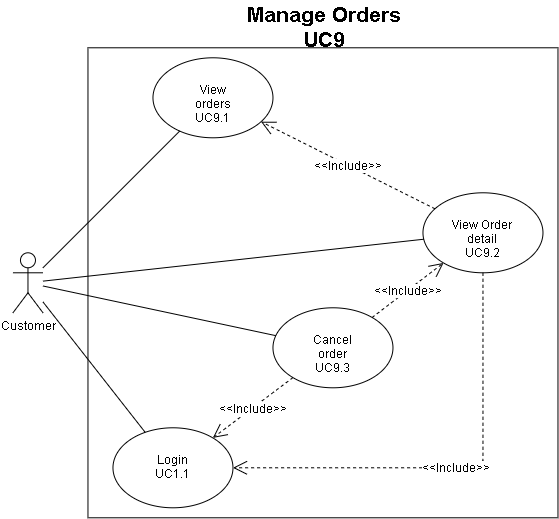 Manage Orders
UC9
View
orders
UC9.1
<<Include>>
View Order
detail
UC9.2
<<Include>>
Customer
Cancel
order
UC9.3
<<Include>>
Login
UC1.1
<<Include>>